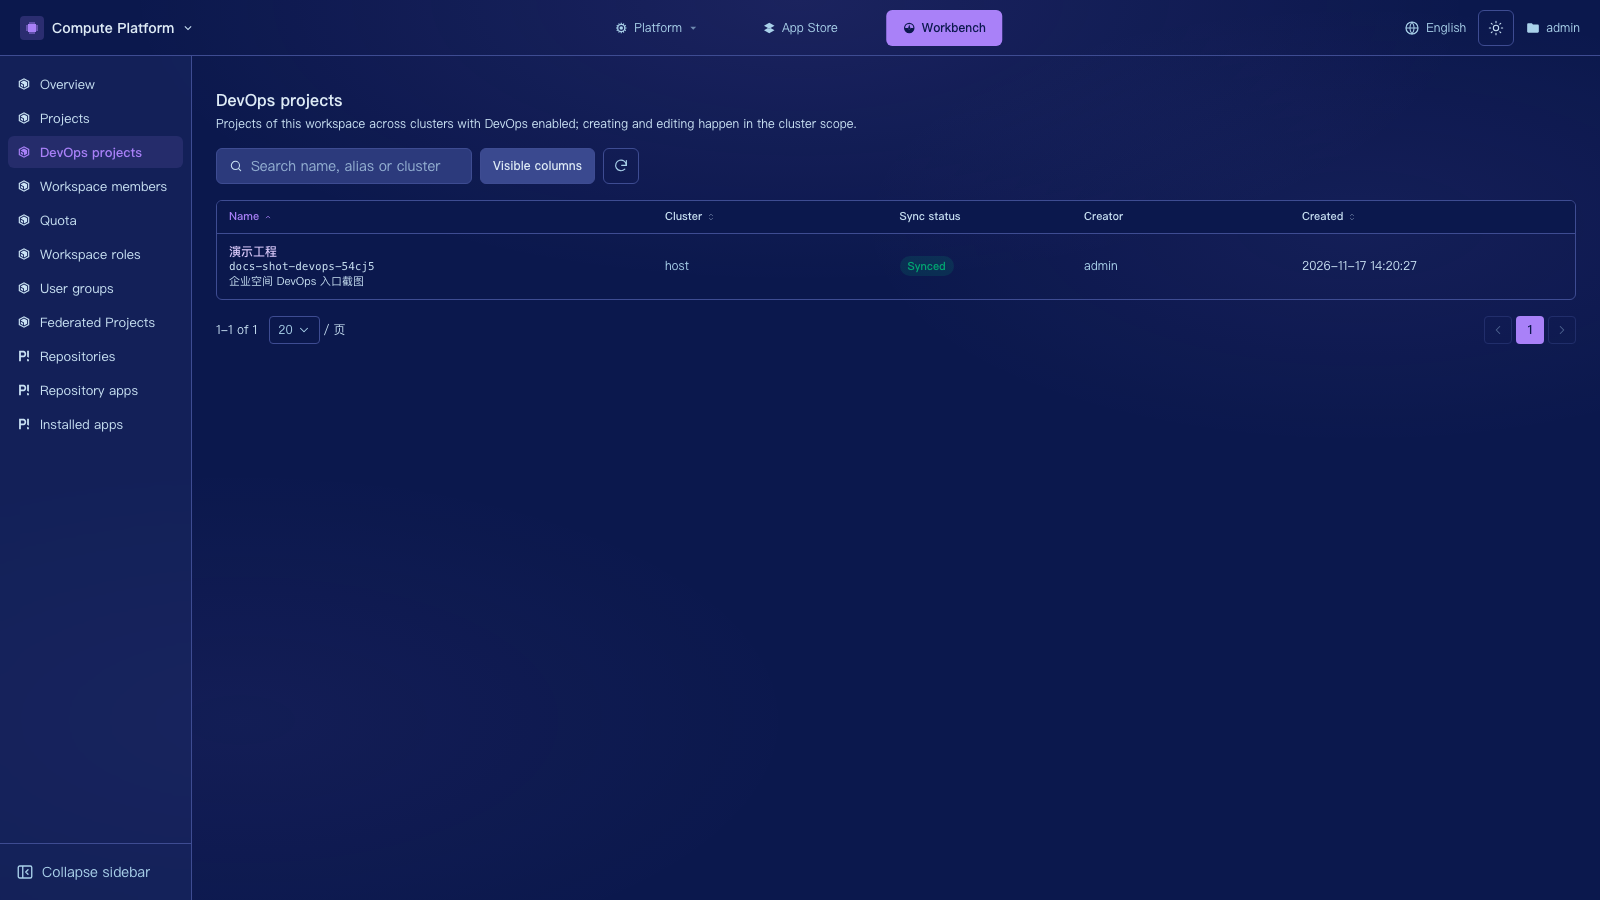 Compute Platform
Platform
App Store
Workbench
English
admin
Overview
Projects
DevOps projects
Workspace members
Quota
Workspace roles
User groups
Federated Projects
P! Repositories
P! Repository apps
P! Installed apps
Collapse sidebar
DevOps projects
Projects of this workspace across clusters with DevOps enabled; creating and editing happen in the cluster scope.
Search name, alias or cluster
Visible columns
Name Cluster Sync status Creator Created
演示工程
docs-shot-devops-54cj5
企业空间 DevOps 入口截图
host
Synced
admin
2026-11-17 14:20:27
1-1 of 1 20 / 页
1